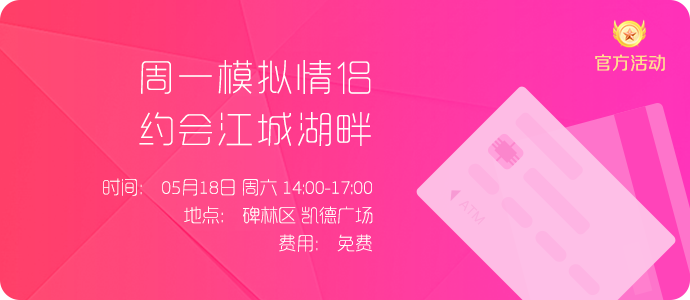 官方活动
周一模拟情侣
约会江城湖畔
时间： 05月18日 周六 14:00-17:00
地点： 碑林区 凯德广场
费用： 免费
ATM